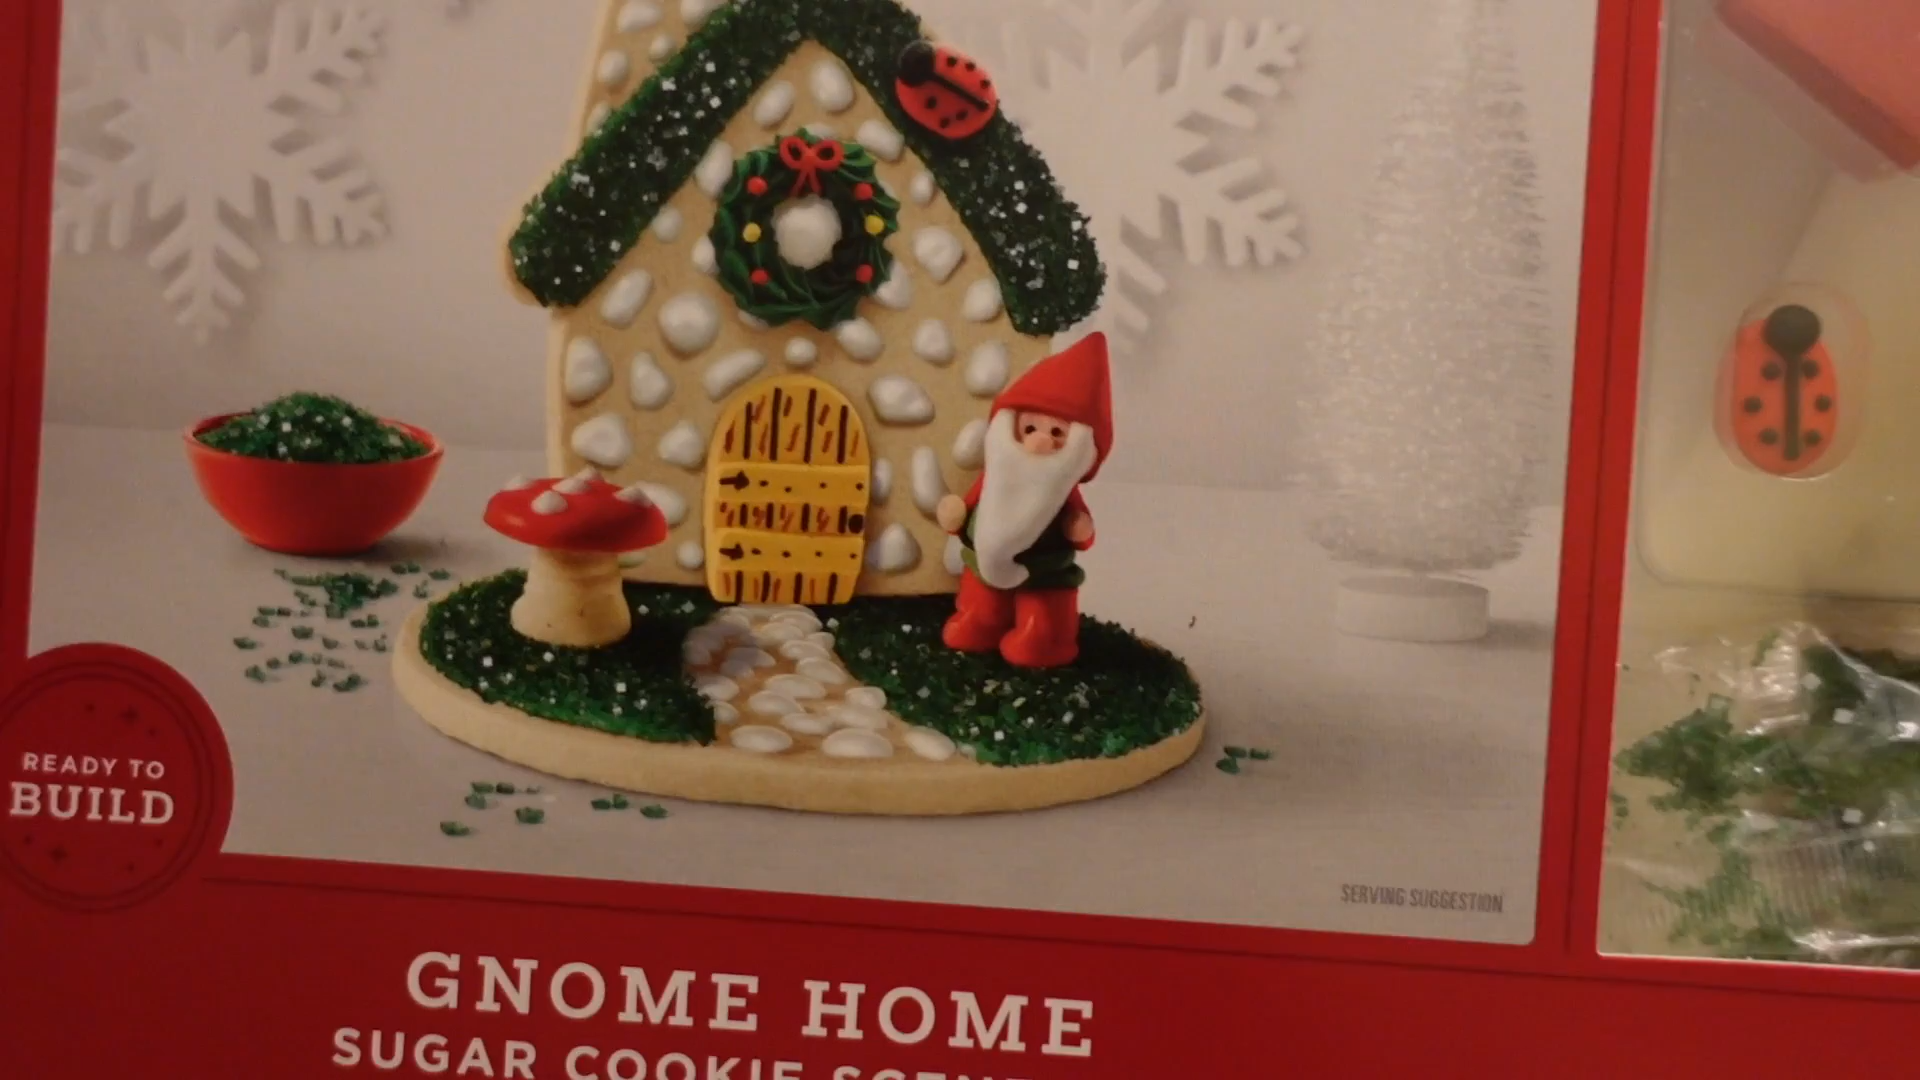 READY TO
BUILD
SERVING SUGGESTION
GNOME HOME
SUGAR COOKIE